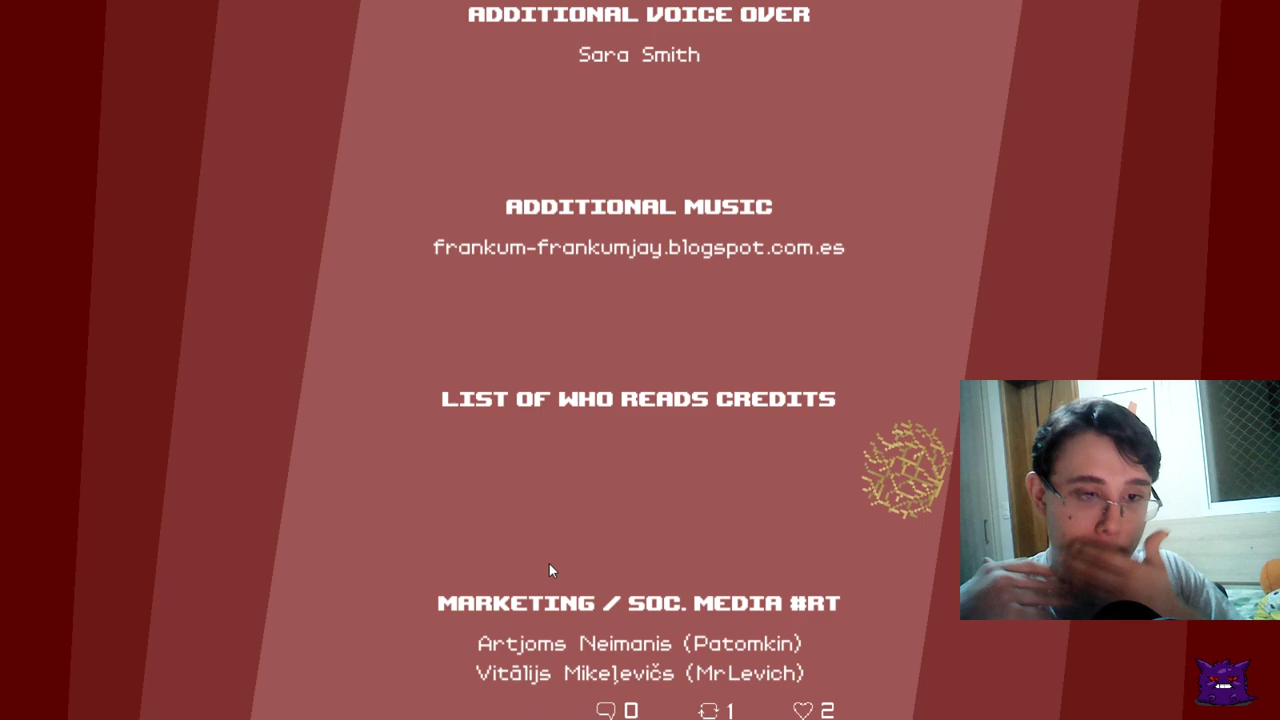 ADDITIONAL VOICE OVER
Sara Smith
ADDITIONAL MUSIC
frankum-frankumjay.blogspot.com.es
LIST OF WHO READS CREDITS
MARKETING / SOC. MEDIA #RT
Artjoms Neimanis (Patomkin)
Vitālijs Mikeļevičs (MrLevich)
0 1 2